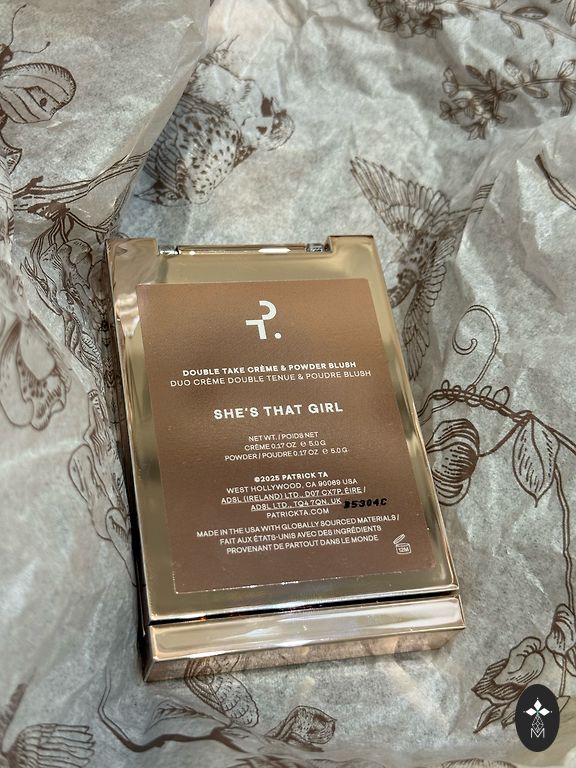 PT.
DOUBLE TAKE CRÈME & POWDER BLUSH
DUO CRÈME DOUBLE TENUE & POUDRE BLUSH
SHE'S THAT GIRL
NET WT. / POIDS NET
CRÈME 0.17 OZ ℮ 5.0 G
POWDER / POUDRE 0.17 OZ ℮ 5.0 G
©2025 PATRICK TA
WEST HOLLYWOOD, CA 90069 USA
ADSL (IRELAND) LTD., D07 CX7P, ÉIRE /
ADSL LTD., TQ4 7QN, UK B5304C
PATRICKTA.COM
MADE IN THE USA WITH GLOBALLY SOURCED MATERIALS /
FAIT AUX ÉTATS-UNIS AVEC DES INGRÉDIENTS
PROVENANT DE PARTOUT DANS LE MONDE
12M
M